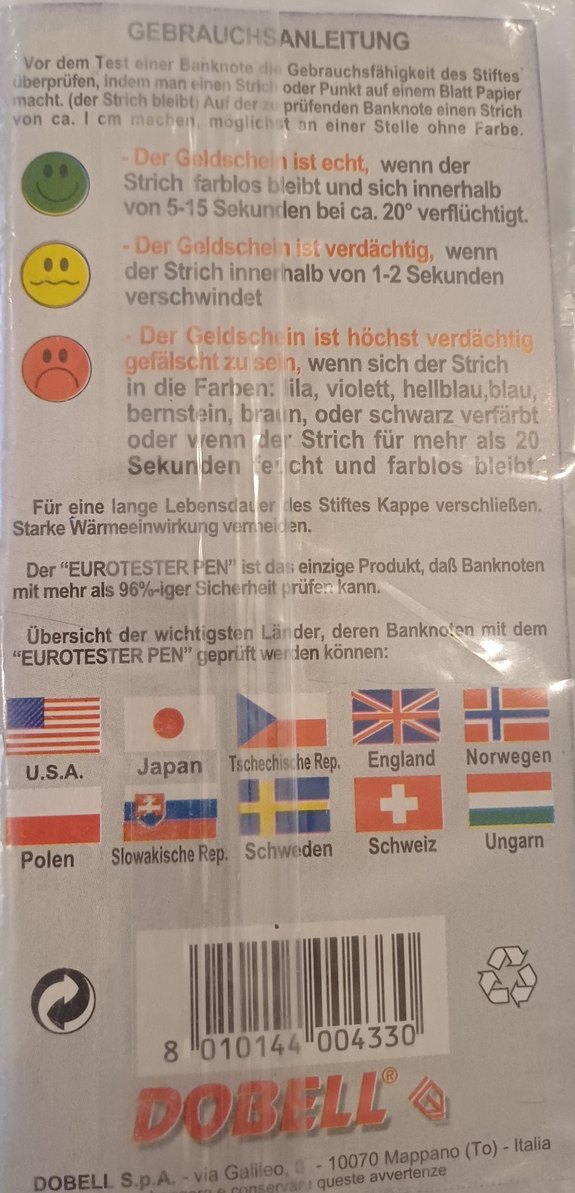 GEBRAUCHSANLEITUNG
Vor dem Test einer Banknote die Gebrauchsfähigkeit des Stiftes
überprüfen, indem man einen Strich oder Punkt auf einem Blatt Papier
macht. (der Strich bleibt) Auf der zu prüfenden Banknote einen Strich
von ca. 1 cm machen, möglichst an einer Stelle ohne Farbe.
- Der Geldschein ist echt, wenn der
Strich farblos bleibt und sich innerhalb
von 5-15 Sekunden bei ca. 20° verflüchtigt.
- Der Geldschein ist verdächtig, wenn
der Strich innerhalb von 1-2 Sekunden
verschwindet
- Der Geldschein ist höchst verdächtig
gefälscht zu sein, wenn sich der Strich
in die Farben: lila, violett, hellblau,blau,
bernstein, braun, oder schwarz verfärbt
oder wenn der Strich für mehr als 20
Sekunden feucht und farblos bleibt.
Für eine lange Lebensdauer des Stiftes Kappe verschließen.
Starke Wärmeeinwirkung vermeiden.
Der “EUROTESTER PEN” ist das einzige Produkt, daß Banknoten
mit mehr als 96%-iger Sicherheit prüfen kann.
Übersicht der wichtigsten Länder, deren Banknoten mit dem
“EUROTESTER PEN” geprüft werden können:
U.S.A. Japan Tschechische Rep. England Norwegen
Polen Slowakische Rep. Schweden Schweiz Ungarn
8 010144 004330
DOBELL®
DOBELL S.p.A. - via Galileo, - 10070 Mappano (To) - Italia
e conservare queste avvertenze